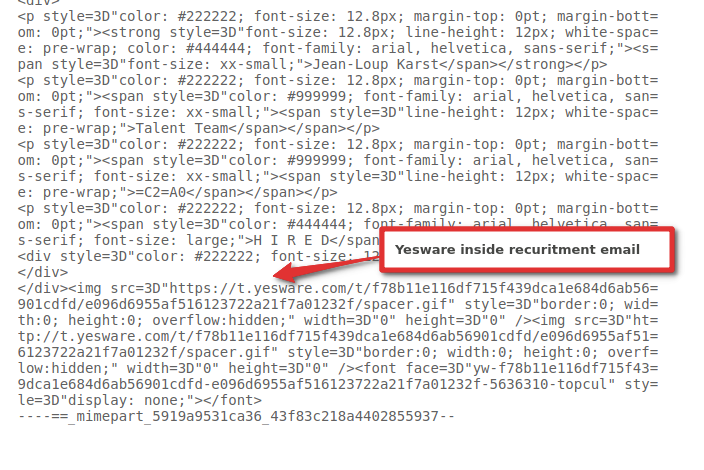 <div>
<p style=3D"color: #222222; font-size: 12.8px; margin-top: 0pt; margin-bott=
om: 0pt;"><strong style=3D"font-size: 12.8px; line-height: 12px; white-spac=
e: pre-wrap; color: #444444; font-family: arial, helvetica, sans-serif;"><s=
pan style=3D"font-size: xx-small;">Jean-Loup Karst</span></strong></p>
<p style=3D"color: #222222; font-size: 12.8px; margin-top: 0pt; margin-bott=
om: 0pt;"><span style=3D"color: #999999; font-family: arial, helvetica, san=
s-serif; font-size: xx-small;"><span style=3D"line-height: 12px; white-spac=
e: pre-wrap;">Talent Team</span></span></p>
<p style=3D"color: #222222; font-size: 12.8px; margin-top: 0pt; margin-bott=
om: 0pt;"><span style=3D"color: #999999; font-family: arial, helvetica, san=
s-serif; font-size: xx-small;"><span style=3D"line-height: 12px; white-spac=
e: pre-wrap;">=C2=A0</span></span></p>
<p style=3D"color: #222222; font-size: 12.8px; margin-top: 0pt; margin-bott=
om: 0pt;"><span style=3D"color: #444444; font-family: arial, helvetica, san=
s-serif; font-size: large;">H I R E D</span
Yesware inside recuritment email
<div style=3D"color: #222222; font-size: 12
</div>
</div><img src=3D"https://t.yesware.com/t/f78b11e116df715f439dca1e684d6ab56=
901cdfd/e096d6955af516123722a21f7a01232f/spacer.gif" style=3D"border:0; wid=
th:0; height:0; overflow:hidden;" width=3D"0" height=3D"0" /><img src=3D"ht=
tp://t.yesware.com/t/f78b11e116df715f439dca1e684d6ab56901cdfd/e096d6955af51=
6123722a21f7a01232f/spacer.gif" style=3D"border:0; width:0; height:0; overf=
low:hidden;" width=3D"0" height=3D"0" /><font face=3D"yw-f78b11e116df715f43=
9dca1e684d6ab56901cdfd-e096d6955af516123722a21f7a01232f-5636310-topcul" sty=
le=3D"display: none;"></font>
----==_mimepart_5919a9531ca36_43f83c218a4402855937--